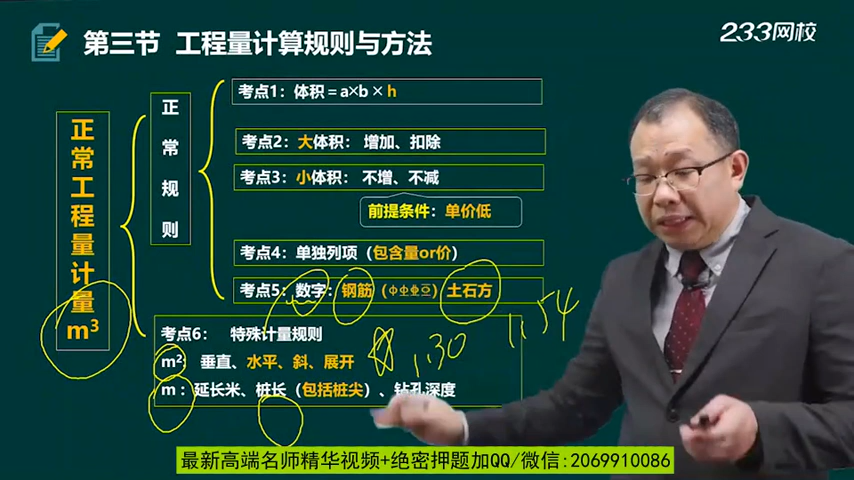 第三节 工程量计算规则与方法
233网校
正常工程量计量m³
正常规则
考点1：体积=a×b×h
考点2：大体积：增加、扣除
考点3：小体积：不增、不减
前提条件：单价低
考点4：单独列项（包含量or价）
考点5：数字：钢筋（）土石方
考点6： 特殊计量规则
m²：垂直、水平、斜、展开
m：延长米、桩长（包括桩尖）、钻孔深度
1.30
1.54
最新高端名师精华视频+绝密押题加QQ/微信:2069910086